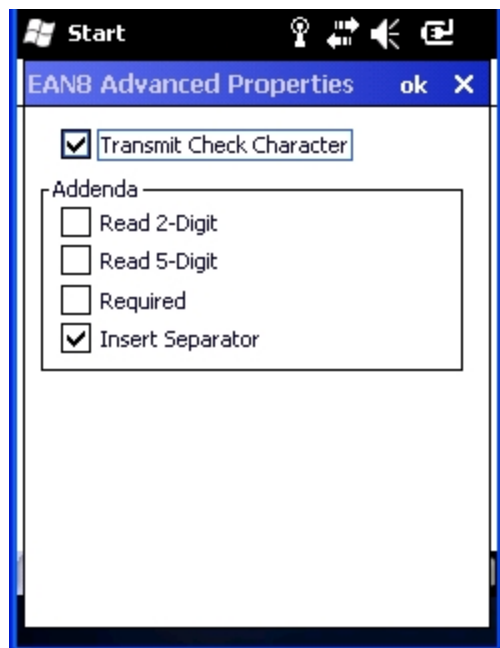 Start
EAN8 Advanced Properties ok X
Transmit Check Character
Addenda
Read 2-Digit
Read 5-Digit
Required
Insert Separator